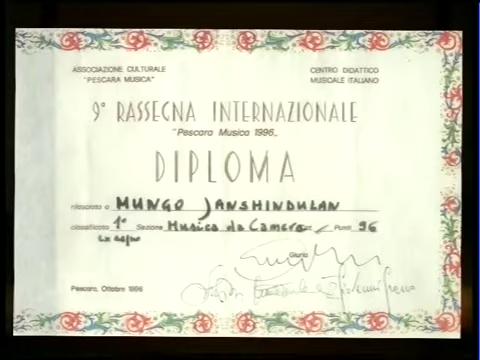 ASSOCIAZIONE CULTURALE
"PESCARA MUSICA"
CENTRO DIDATTICO
MUSICALE ITALIANO
9° RASSEGNA INTERNAZIONALE
"Pescara Musica 1996"
DIPLOMA
rilasciato a MUNGO JANSHINDULAN
classificato 1° Sezione Musica da Camera Punti 96
Giuria
Pescara, Ottobre 1996